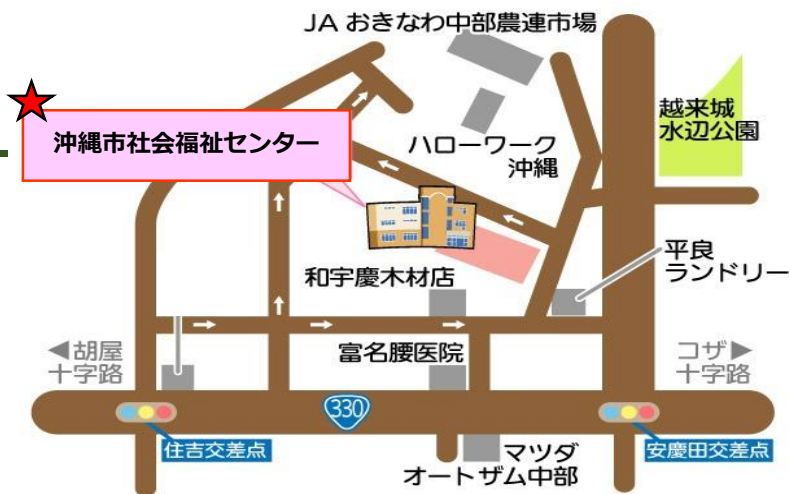 JA おきなわ中部農連市場
沖縄市社会福祉センター
越来城
水辺公園
ハローワーク
沖縄
平良
ランドリー
和宇慶木材店
◀胡屋
十字路
富名腰医院
コザ▶
十字路
330
住吉交差点
安慶田交差点
マツダ
オートザム中部